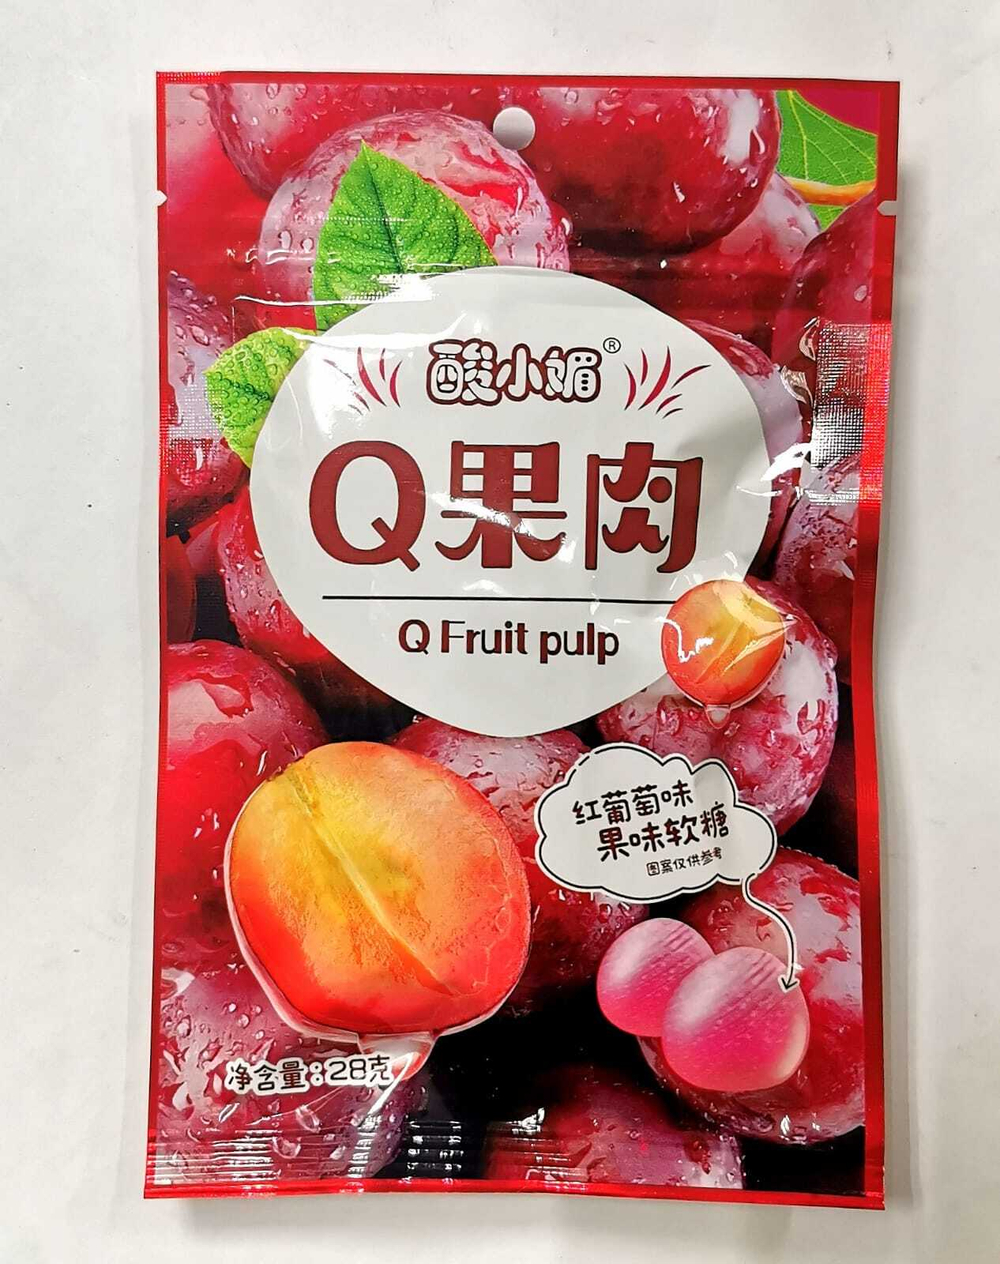 酸小媚®
Q果肉
Q Fruit pulp
红葡萄味
果味软糖
图案仅供参考
净含量:28克